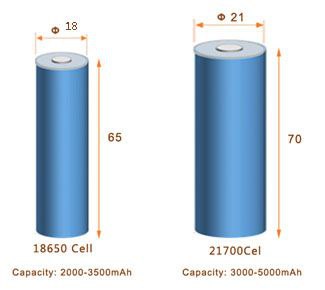 Φ 18
Φ 21
65
70
18650 Cell
21700Cel
Capacity: 2000-3500mAh
Capacity: 3000-5000mAh